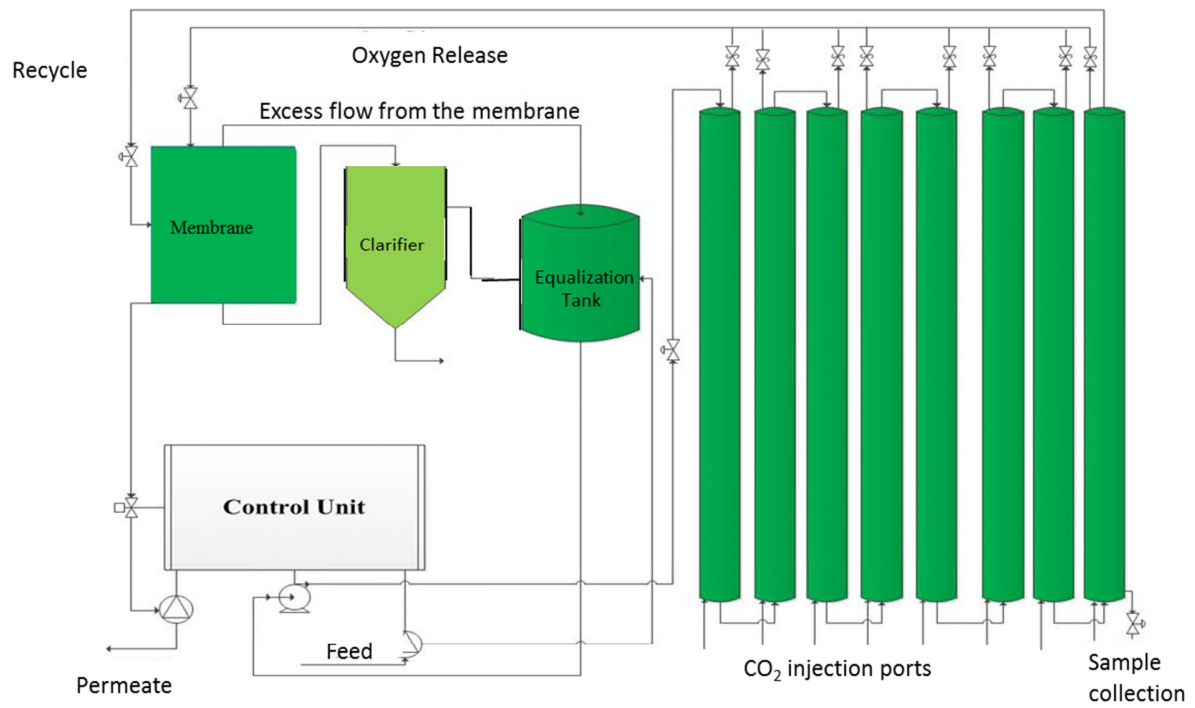 Recycle
Oxygen Release
Excess flow from the membrane
Membrane
Clarifier
Equalization
Tank
Control Unit
Feed
Permeate
CO₂ injection ports
Sample
collection